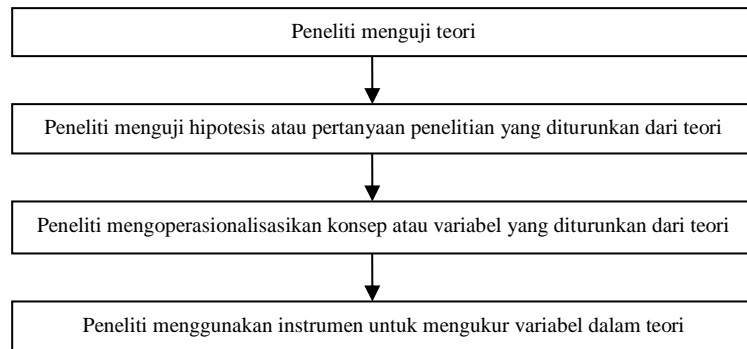 Peneliti menguji teori
Peneliti menguji hipotesis atau pertanyaan penelitian yang diturunkan dari teori
Peneliti mengoperasionalisasikan konsep atau variabel yang diturunkan dari teori
Peneliti menggunakan instrumen untuk mengukur variabel dalam teori